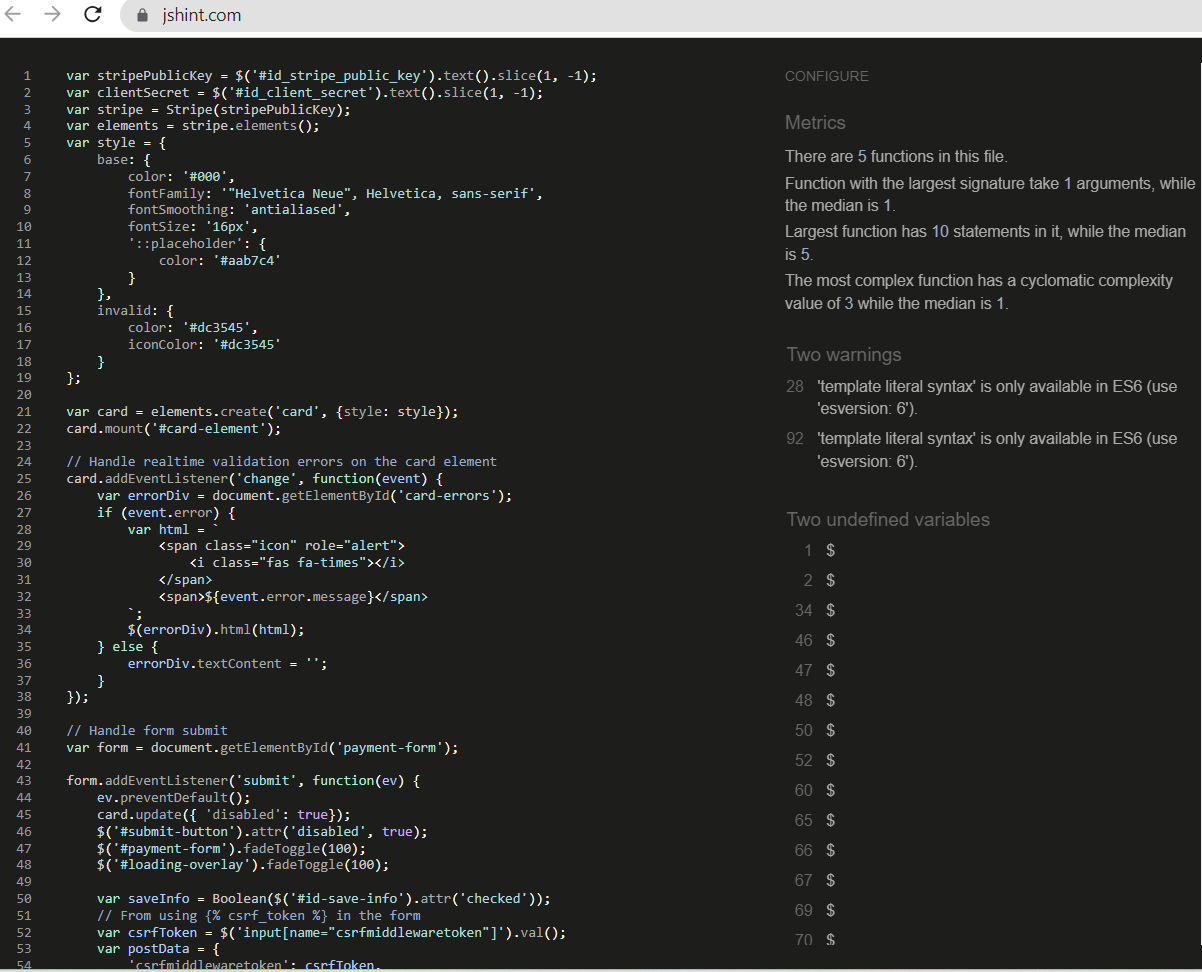 jshint.com
1 var stripePublicKey = $('#id_stripe_public_key').text().slice(1, -1);
2 var clientSecret = $('#id_client_secret').text().slice(1, -1);
3 var stripe = Stripe(stripePublicKey);
4 var elements = stripe.elements();
5 var style = {
6     base: {
7         color: '#000',
8         fontFamily: '"Helvetica Neue", Helvetica, sans-serif',
9         fontSmoothing: 'antialiased',
10         fontSize: '16px',
11         '::placeholder': {
12             color: '#aab7c4'
13         }
14     },
15     invalid: {
16         color: '#dc3545',
17         iconColor: '#dc3545'
18     }
19 };
20
21 var card = elements.create('card', {style: style});
22 card.mount('#card-element');
23
24 // Handle realtime validation errors on the card element
25 card.addEventListener('change', function(event) {
26     var errorDiv = document.getElementById('card-errors');
27     if (event.error) {
28         var html = `
29             <span class="icon" role="alert">
30                 <i class="fas fa-times"></i>
31             </span>
32             <span>${event.error.message}</span>
33         `;
34         $(errorDiv).html(html);
35     } else {
36         errorDiv.textContent = '';
37     }
38 });
39
40 // Handle form submit
41 var form = document.getElementById('payment-form');
42
43 form.addEventListener('submit', function(ev) {
44     ev.preventDefault();
45     card.update({ 'disabled': true});
46     $('#submit-button').attr('disabled', true);
47     $('#payment-form').fadeToggle(100);
48     $('#loading-overlay').fadeToggle(100);
49
50     var saveInfo = Boolean($('#id-save-info').attr('checked'));
51     // From using {% csrf_token %} in the form
52     var csrfToken = $('input[name="csrfmiddlewaretoken"]').val();
53     var postData = {
54         'csrfmiddlewaretoken': csrfToken,
CONFIGURE
Metrics
There are 5 functions in this file.
Function with the largest signature take 1 arguments, while
the median is 1.
Largest function has 10 statements in it, while the median
is 5.
The most complex function has a cyclomatic complexity
value of 3 while the median is 1.
Two warnings
28 'template literal syntax' is only available in ES6 (use
'esversion: 6').
92 'template literal syntax' is only available in ES6 (use
'esversion: 6').
Two undefined variables
1 $
2 $
34 $
46 $
47 $
48 $
50 $
52 $
60 $
65 $
66 $
67 $
69 $
70 $